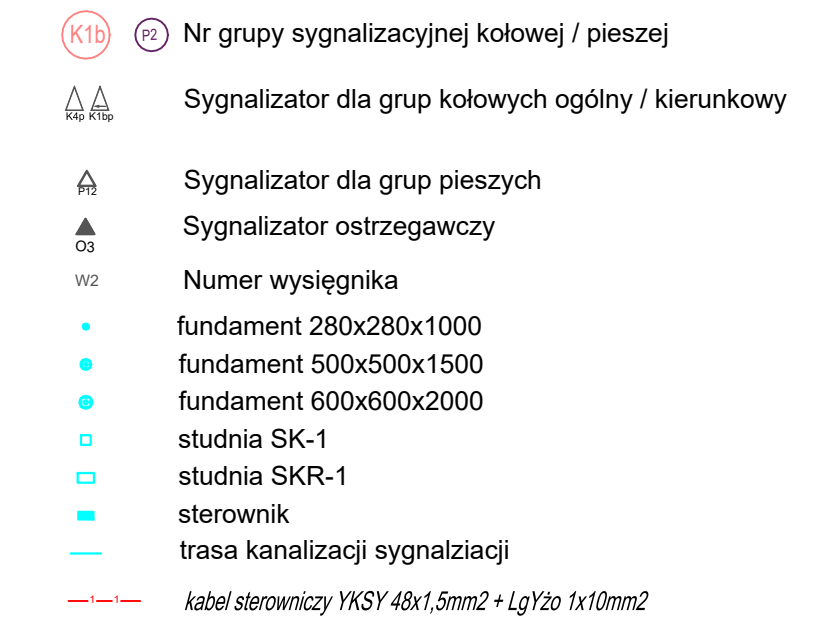 K1b P2 Nr grupy sygnalizacyjnej kołowej / pieszej
K4p K1bp Sygnalizator dla grup kołowych ogólny / kierunkowy
P12 Sygnalizator dla grup pieszych
O3 Sygnalizator ostrzegawczy
W2 Numer wysięgnika
fundament 280x280x1000
fundament 500x500x1500
fundament 600x600x2000
studnia SK-1
studnia SKR-1
sterownik
trasa kanalizacji sygnalziacji
1 1 kabel sterowniczy YKSY 48x1,5mm2 + LgYżo 1x10mm2